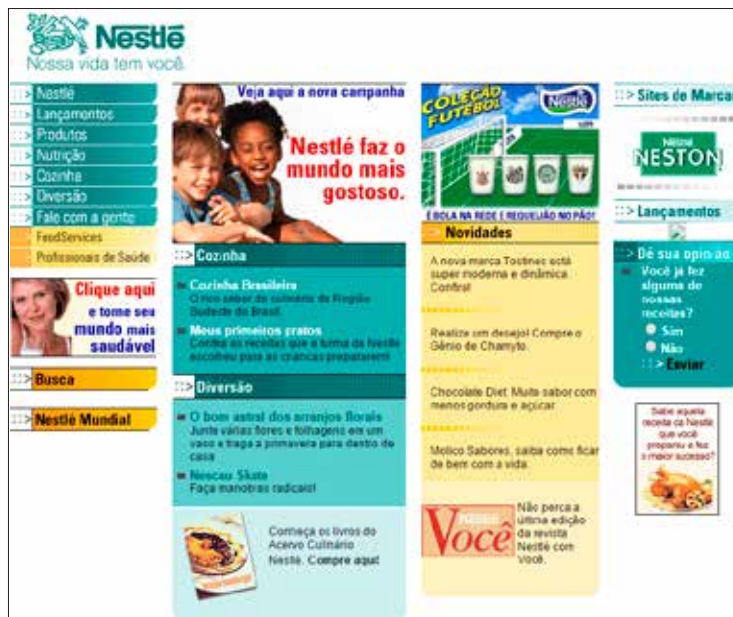 Nestlé
Nossa vida tem você.
Nestlé
Lançamentos
Produtos
Nutrição
Cozinha
Diversão
Fale com a gente
FoodServices
Profissionais de Saúde
Clique aqui
e tome seu
mundo mais
saudável
Busca
Nestlé Mundial
Veja aqui a nova campanha
Nestlé faz o
mundo mais
gostoso.
Cozinha
Cozinha Brasileira
O rico sabor da culinária da Região
Sudeste do Brasil.
Meus primeiros pratos
Confira as receitas que a turma da Nestlé
escolheu para as crianças prepararem!
Diversão
O bom astral dos arranjos florais
Junte várias flores e folhagens em um
vaso e traga a primavera para dentro de
casa
Nescau Skate
Faça manobras radicais!
Conheça os livros do
Acervo Culinário
Nestlé. Compre aqui!
COLEÇÃO
FUTEBOL
Nestlé
É BOLA NA REDE E REQUEIJÃO NO PÃO!
Novidades
A nova marca Tostines está
super moderna e dinâmica.
Confira!
Realize um desejo! Compre o
Gênio de Chamyto.
Chocolate Diet. Muito sabor com
menos gordura e açúcar.
Molico Sabores, saiba como ficar
de bem com a vida.
NESTLÉ
Você
Não perca a
última edição
da revista
Nestlé com
Você.
Sites de Marca
Nestlé
NESTON
Lançamentos
Dê sua opinião
Você já fez
alguma de
nossas
receitas?
Sim
Não
Enviar
Sabe aquela
receita da Nestlé
que você
preparou e fez
o maior sucesso?